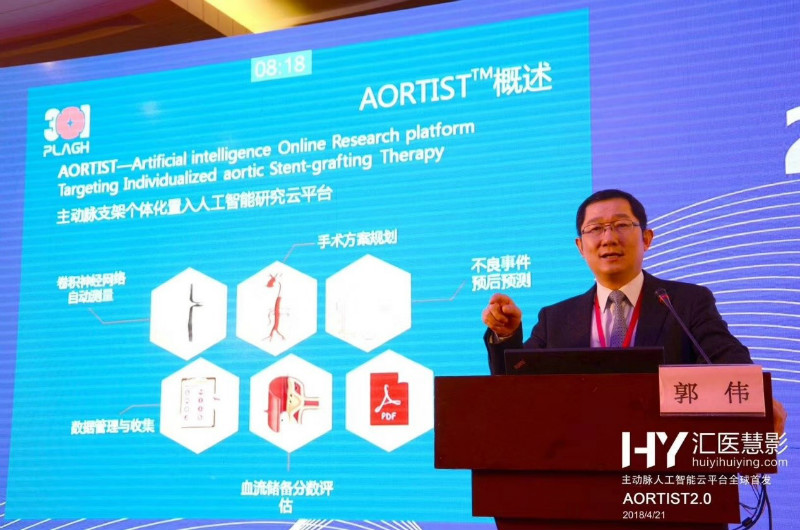 08:18
AORTIST™概述
301
PLAGH
AORTIST—Artificial intelligence Online Research platform
Targeting Individualized aortic Stent-grafting Therapy
主动脉支架个体化置入人工智能研究云平台
手术方案规划
卷积神经网络
自动测量
不良事件
预后预测
数据管理与收集
PDF
血流储备分数评
估
2
郭 伟
HY 汇医慧影
huiyihuiying.com
主动脉人工智能云平台全球首发
AORTIST2.0
2018/4/21